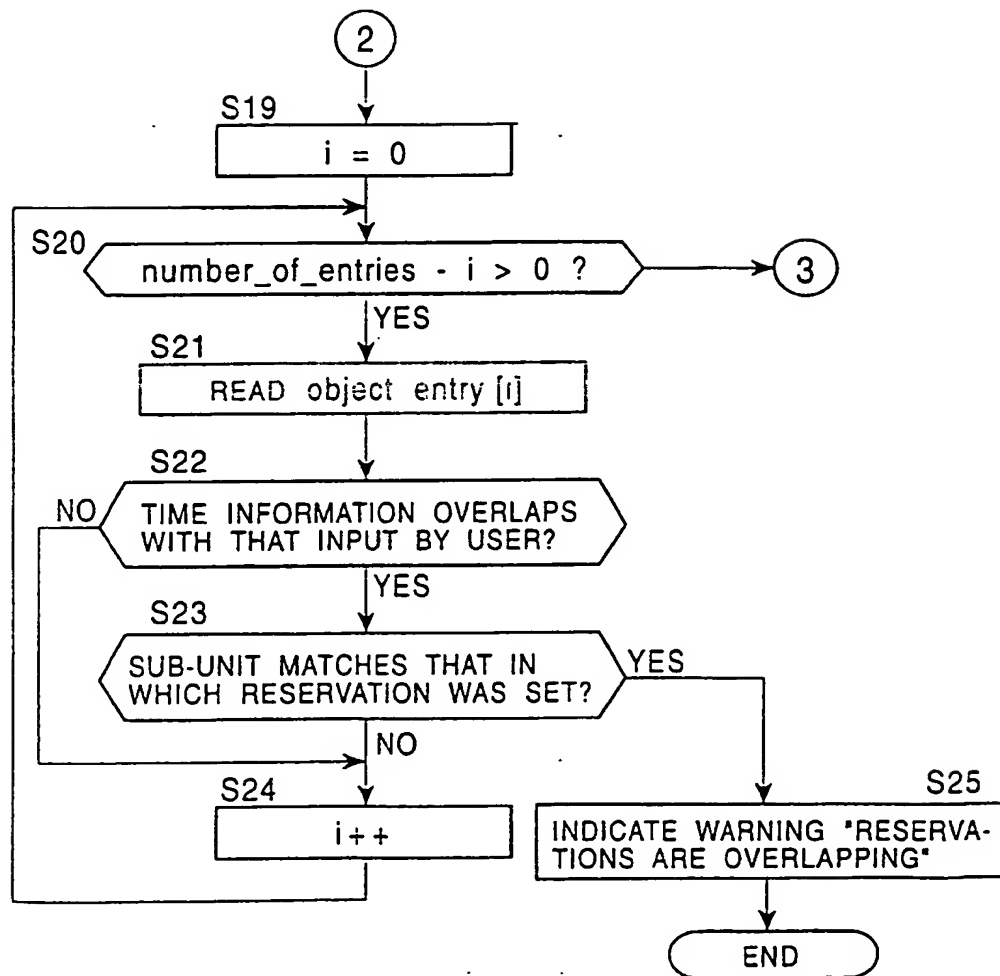 2
S19
i = 0
S20
number_of_entries - i > 0 ?
3
YES
S21
READ object entry [i]
S22
NO
TIME INFORMATION OVERLAPS
WITH THAT INPUT BY USER?
YES
S23
SUB-UNIT MATCHES THAT IN
WHICH RESERVATION WAS SET?
YES
NO
S24
i++
S25
INDICATE WARNING "RESERVA-
TIONS ARE OVERLAPPING"
END